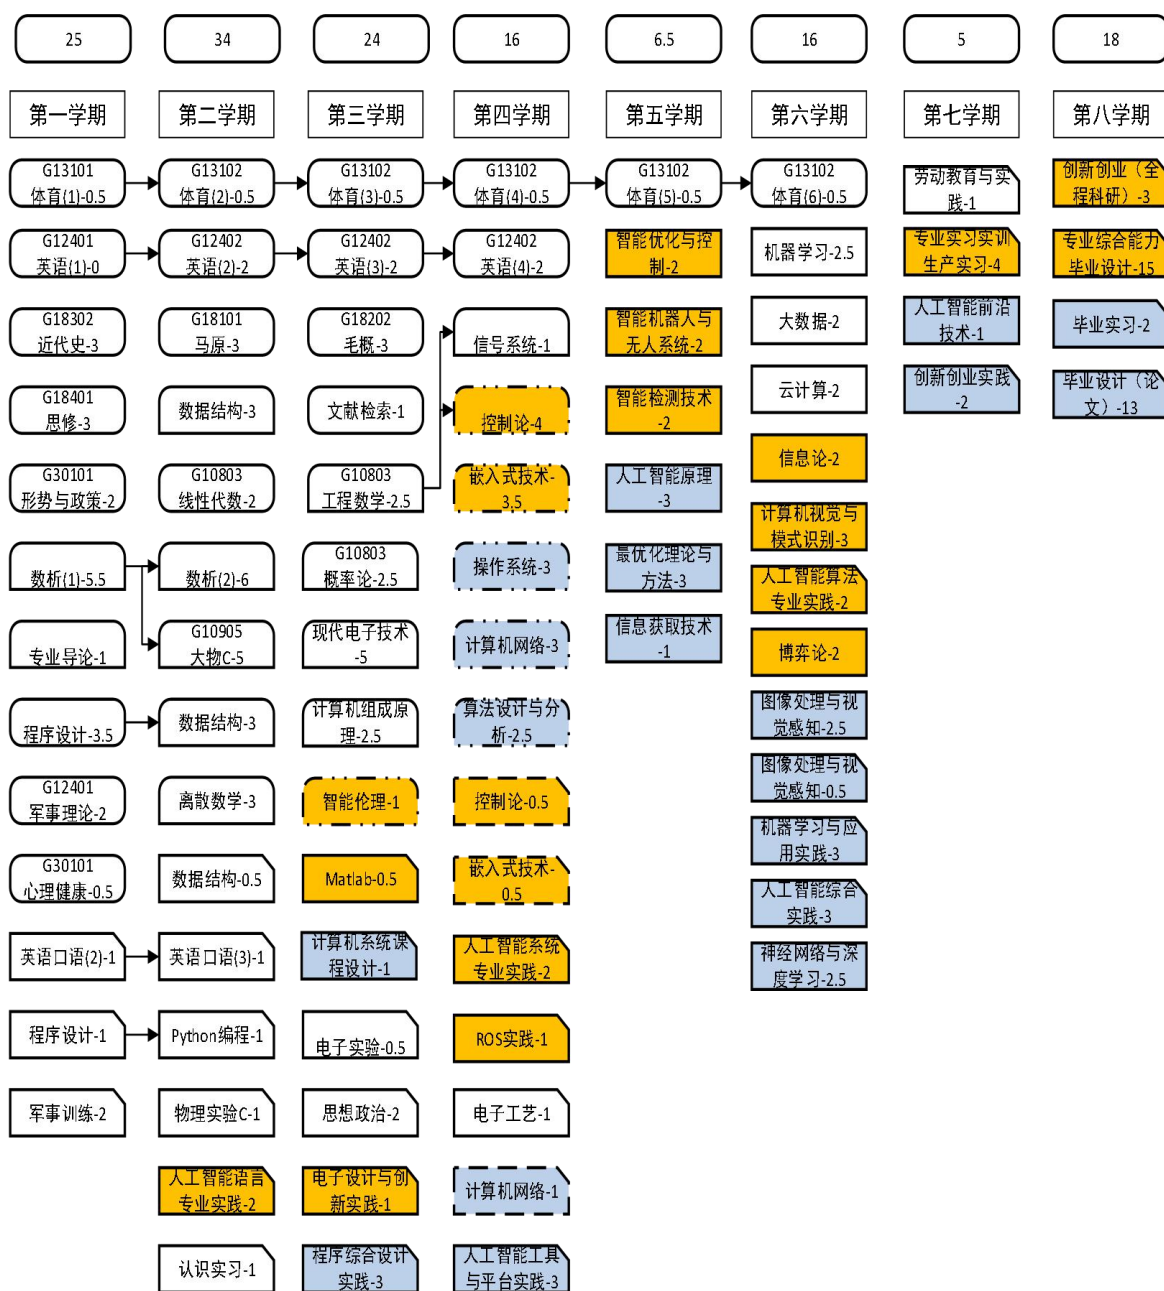 25
34
24
16
6.5
16
5
18
第一学期
第二学期
第三学期
第四学期
第五学期
第六学期
第七学期
第八学期
G13101
体育(1)-0.5
G13102
体育(2)-0.5
G13102
体育(3)-0.5
G13102
体育(4)-0.5
G13102
体育(5)-0.5
G13102
体育(6)-0.5
劳动教育与实
践-1
创新创业（全
程科研）-3
G12401
英语(1)-0
G12402
英语(2)-2
G12402
英语(3)-2
G12402
英语(4)-2
智能优化与控
制-2
机器学习-2.5
专业实习实训
生产实习-4
专业综合能力
毕业设计-15
G18302
近代史-3
G18101
马原-3
G18202
毛概-3
信号系统-1
智能机器人与
无人系统-2
大数据-2
人工智能前沿
技术-1
毕业实习-2
G18401
思修-3
数据结构-3
文献检索-1
控制论-4
智能检测技术
-2
云计算-2
创新创业实践
-2
毕业设计（论
文）-13
G30101
形势与政策-2
G10803
线性代数-2
G10803
工程数学-2.5
嵌入式技术-
3.5
人工智能原理
-3
信息论-2
数析(1)-5.5
数析(2)-6
G10803
概率论-2.5
操作系统-3
最优化理论与
方法-3
计算机视觉与
模式识别-3
专业导论-1
G10905
大物C-5
现代电子技术
-5
计算机网络-3
信息获取技术
-1
人工智能算法
专业实践-2
博弈论-2
程序设计-3.5
数据结构-3
计算机组成原
理-2.5
算法设计与分
析-2.5
图像处理与视
觉感知-2.5
G12401
军事理论-2
离散数学-3
智能伦理-1
控制论-0.5
图像处理与视
觉感知-0.5
G30101
心理健康-0.5
数据结构-0.5
Matlab-0.5
嵌入式技术-
0.5
机器学习与应
用实践-3
人工智能综合
实践-3
英语口语(2)-1
英语口语(3)-1
计算机系统课
程设计-1
人工智能系统
专业实践-2
神经网络与深
度学习-2.5
程序设计-1
Python编程-1
电子实验-0.5
ROS实践-1
军事训练-2
物理实验C-1
思想政治-2
电子工艺-1
人工智能语言
专业实践-2
电子设计与创
新实践-1
计算机网络-1
认识实习-1
程序综合设计
实践-3
人工智能工具
与平台实践-3